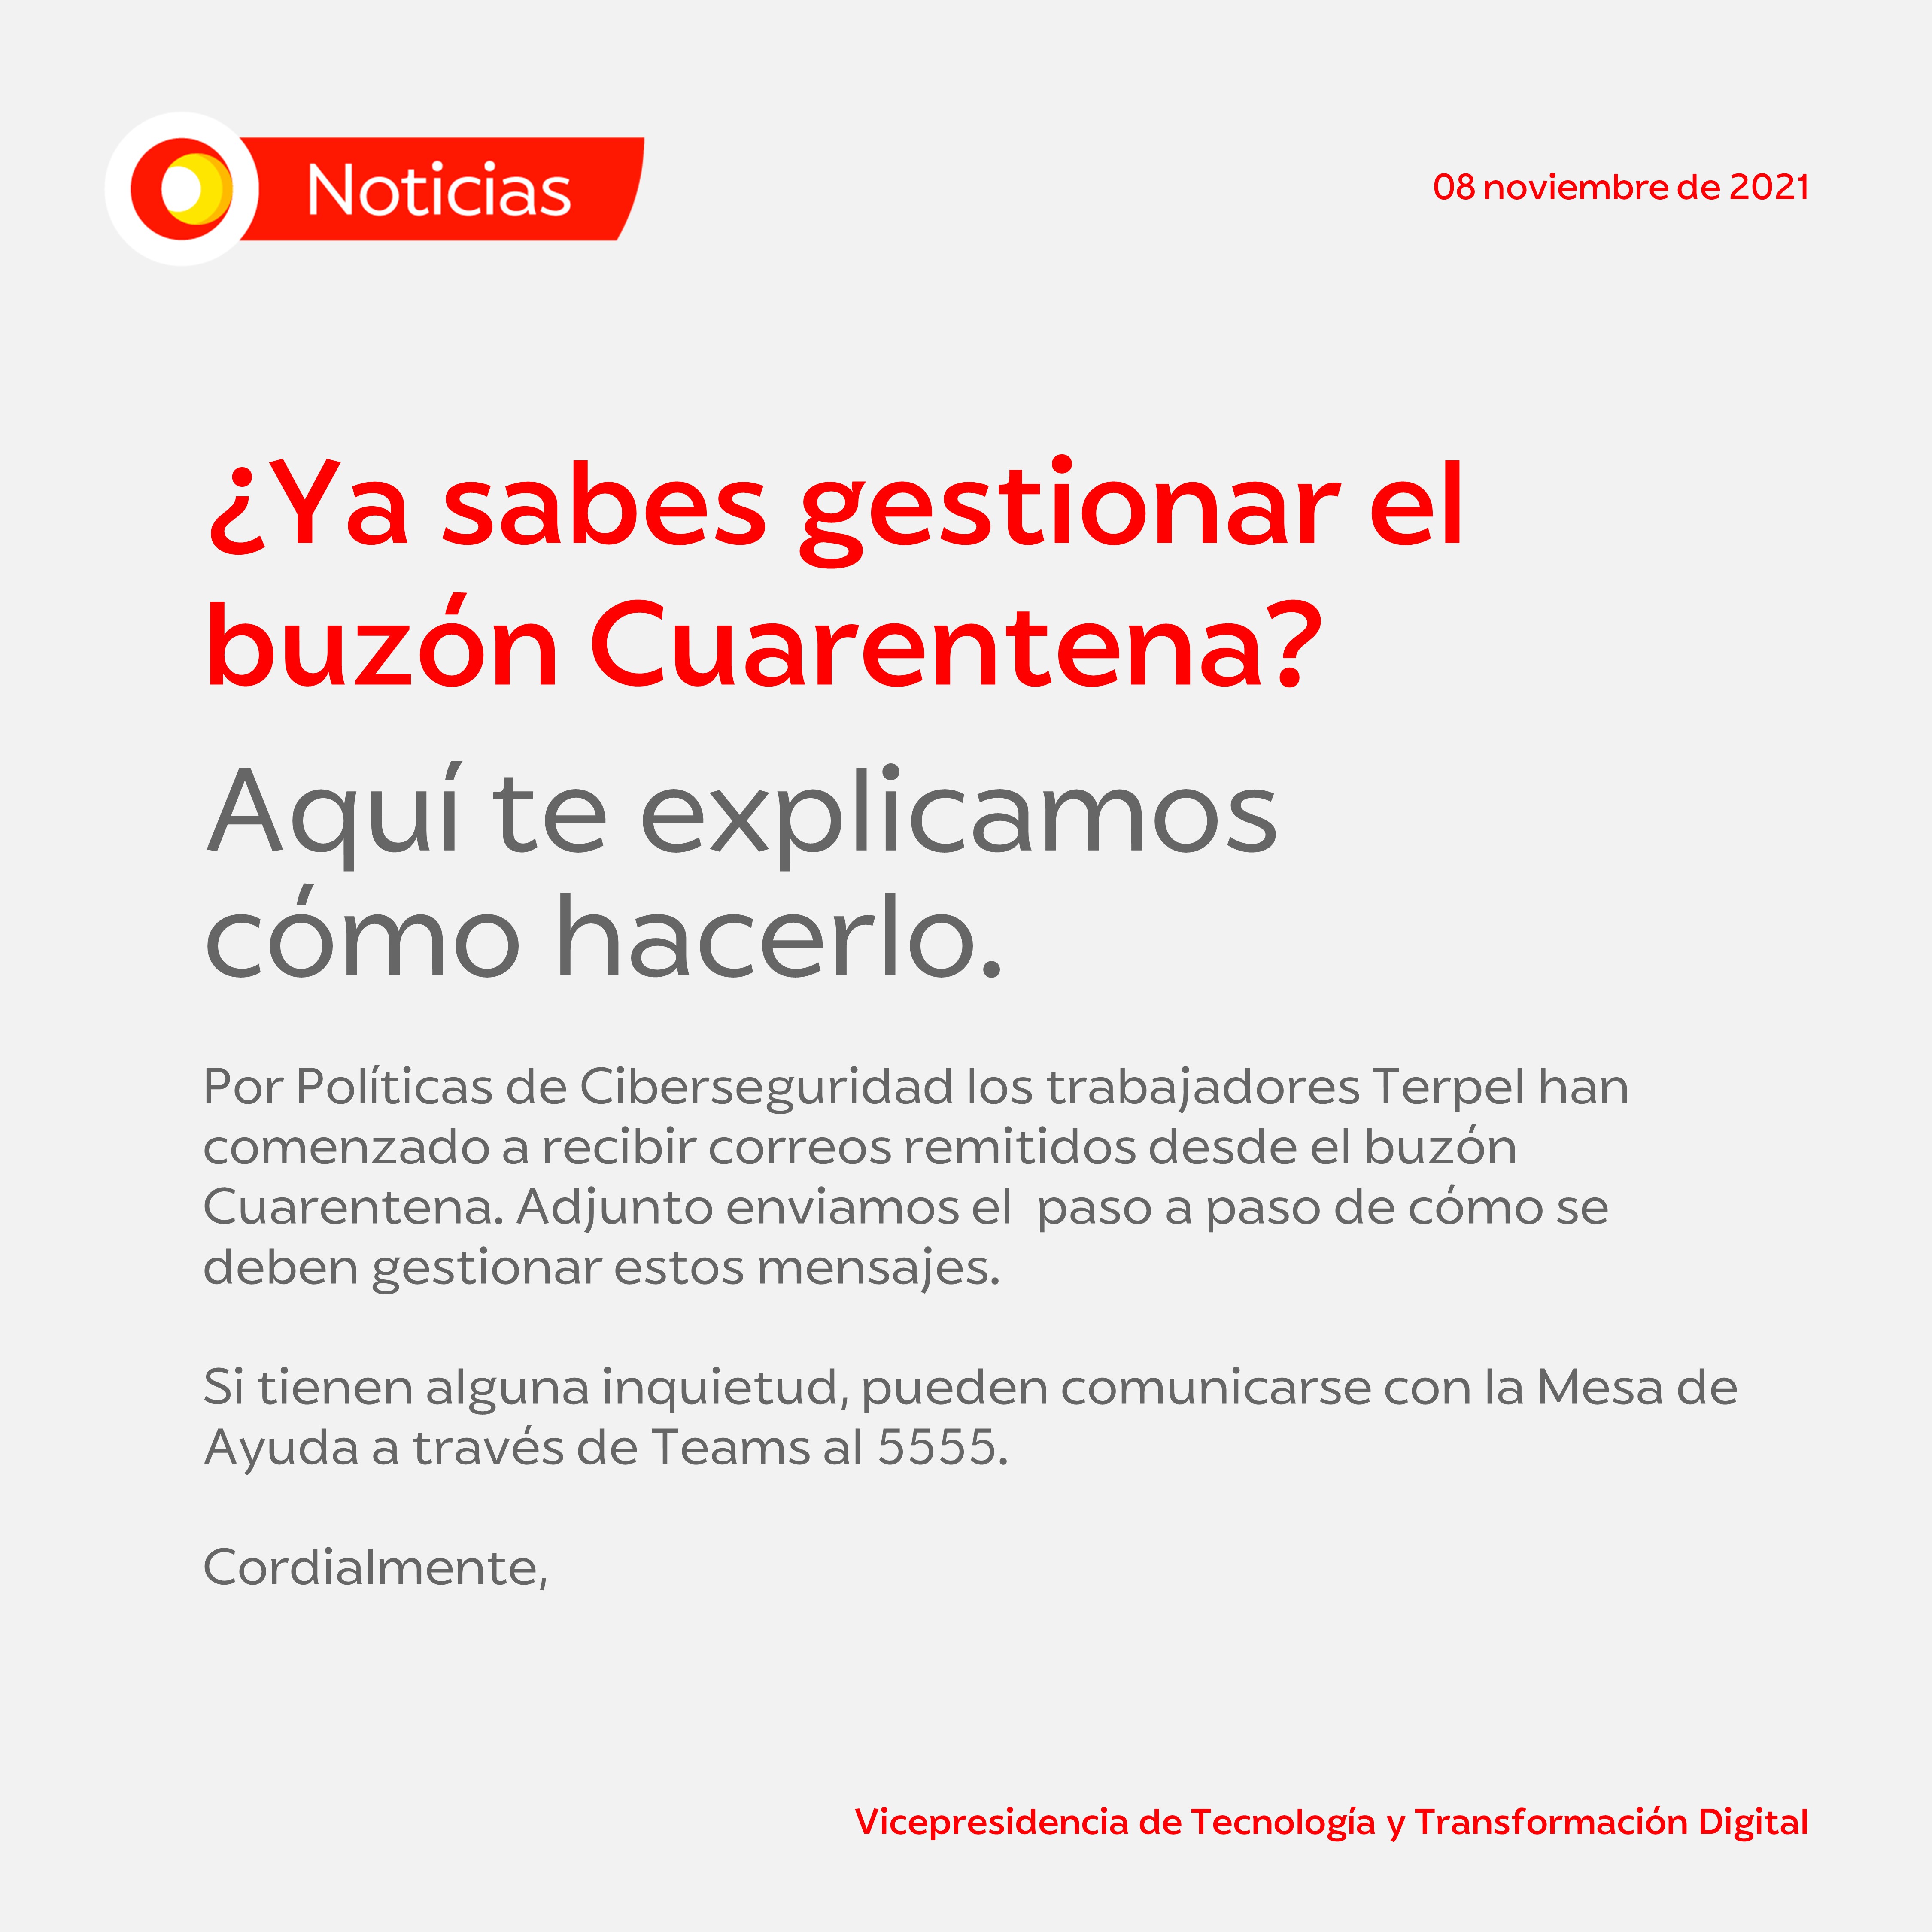 Noticias
08 noviembre de 2021
¿Ya sabes gestionar el
buzón Cuarentena?
Aquí te explicamos
cómo hacerlo.
Por Políticas de Ciberseguridad los trabajadores Terpel han
comenzado a recibir correos remitidos desde el buzón
Cuarentena. Adjunto enviamos el  paso a paso de cómo se
deben gestionar estos mensajes.
Si tienen alguna inquietud, pueden comunicarse con la Mesa de
Ayuda a través de Teams al 5555.
Cordialmente,
Vicepresidencia de Tecnología y Transformación Digital